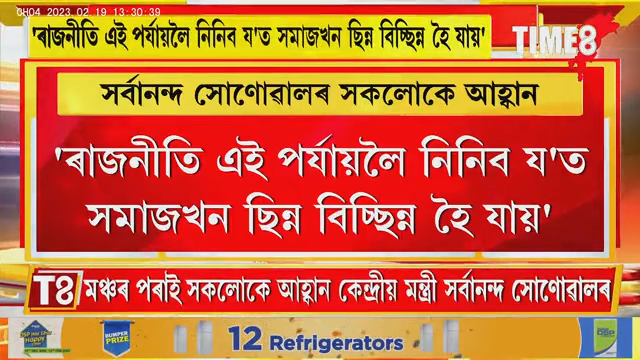 CH04 2023.02.19 13:30:39
'ৰাজনীতি এই পৰ্যায়লৈ নিনিব য'ত সমাজখন ছিন্ন বিচ্ছিন্ন হৈ যায়'
TIME8
সৰ্বানন্দ সোণোৱালৰ সকলোকে আহ্বান
'ৰাজনীতি এই পৰ্যায়লৈ নিনিব য'ত
সমাজখন ছিন্ন বিচ্ছিন্ন হৈ যায়'
T8 মঞ্চৰ পৰাই সকলোকে আহ্বান কেন্দ্ৰীয় মন্ত্ৰী সৰ্বানন্দ সোণোৱালৰ
BUMPER
PRIZE
12 Refrigerators